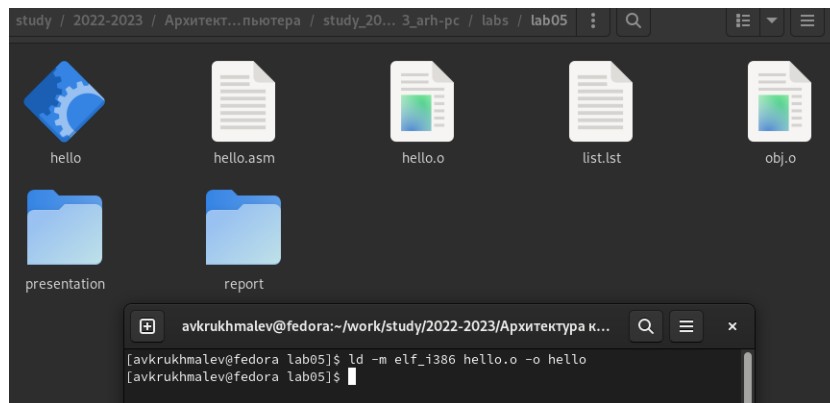 study / 2022-2023 / Архитект…пьютера / study_20… 3_arh-pc / labs / lab05
hello
hello.asm
hello.o
list.lst
obj.o
presentation
report
avkrukhmalev@fedora:~/work/study/2022-2023/Архитектура к…
[avkrukhmalev@fedora lab05]$ ld -m elf_i386 hello.o -o hello
[avkrukhmalev@fedora lab05]$